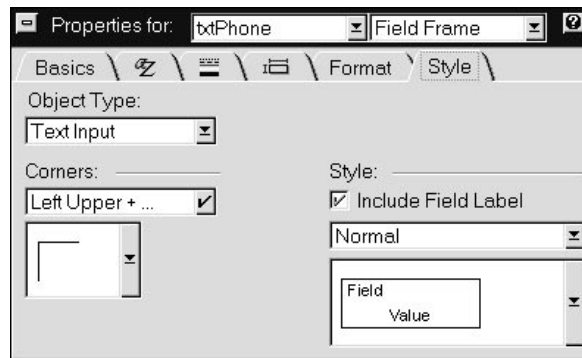 Properties for: txtPhone Field Frame ?
Basics Format Style
Object Type:
Text Input
Corners: Style:
Left Upper + ... Include Field Label
Normal
Field
Value